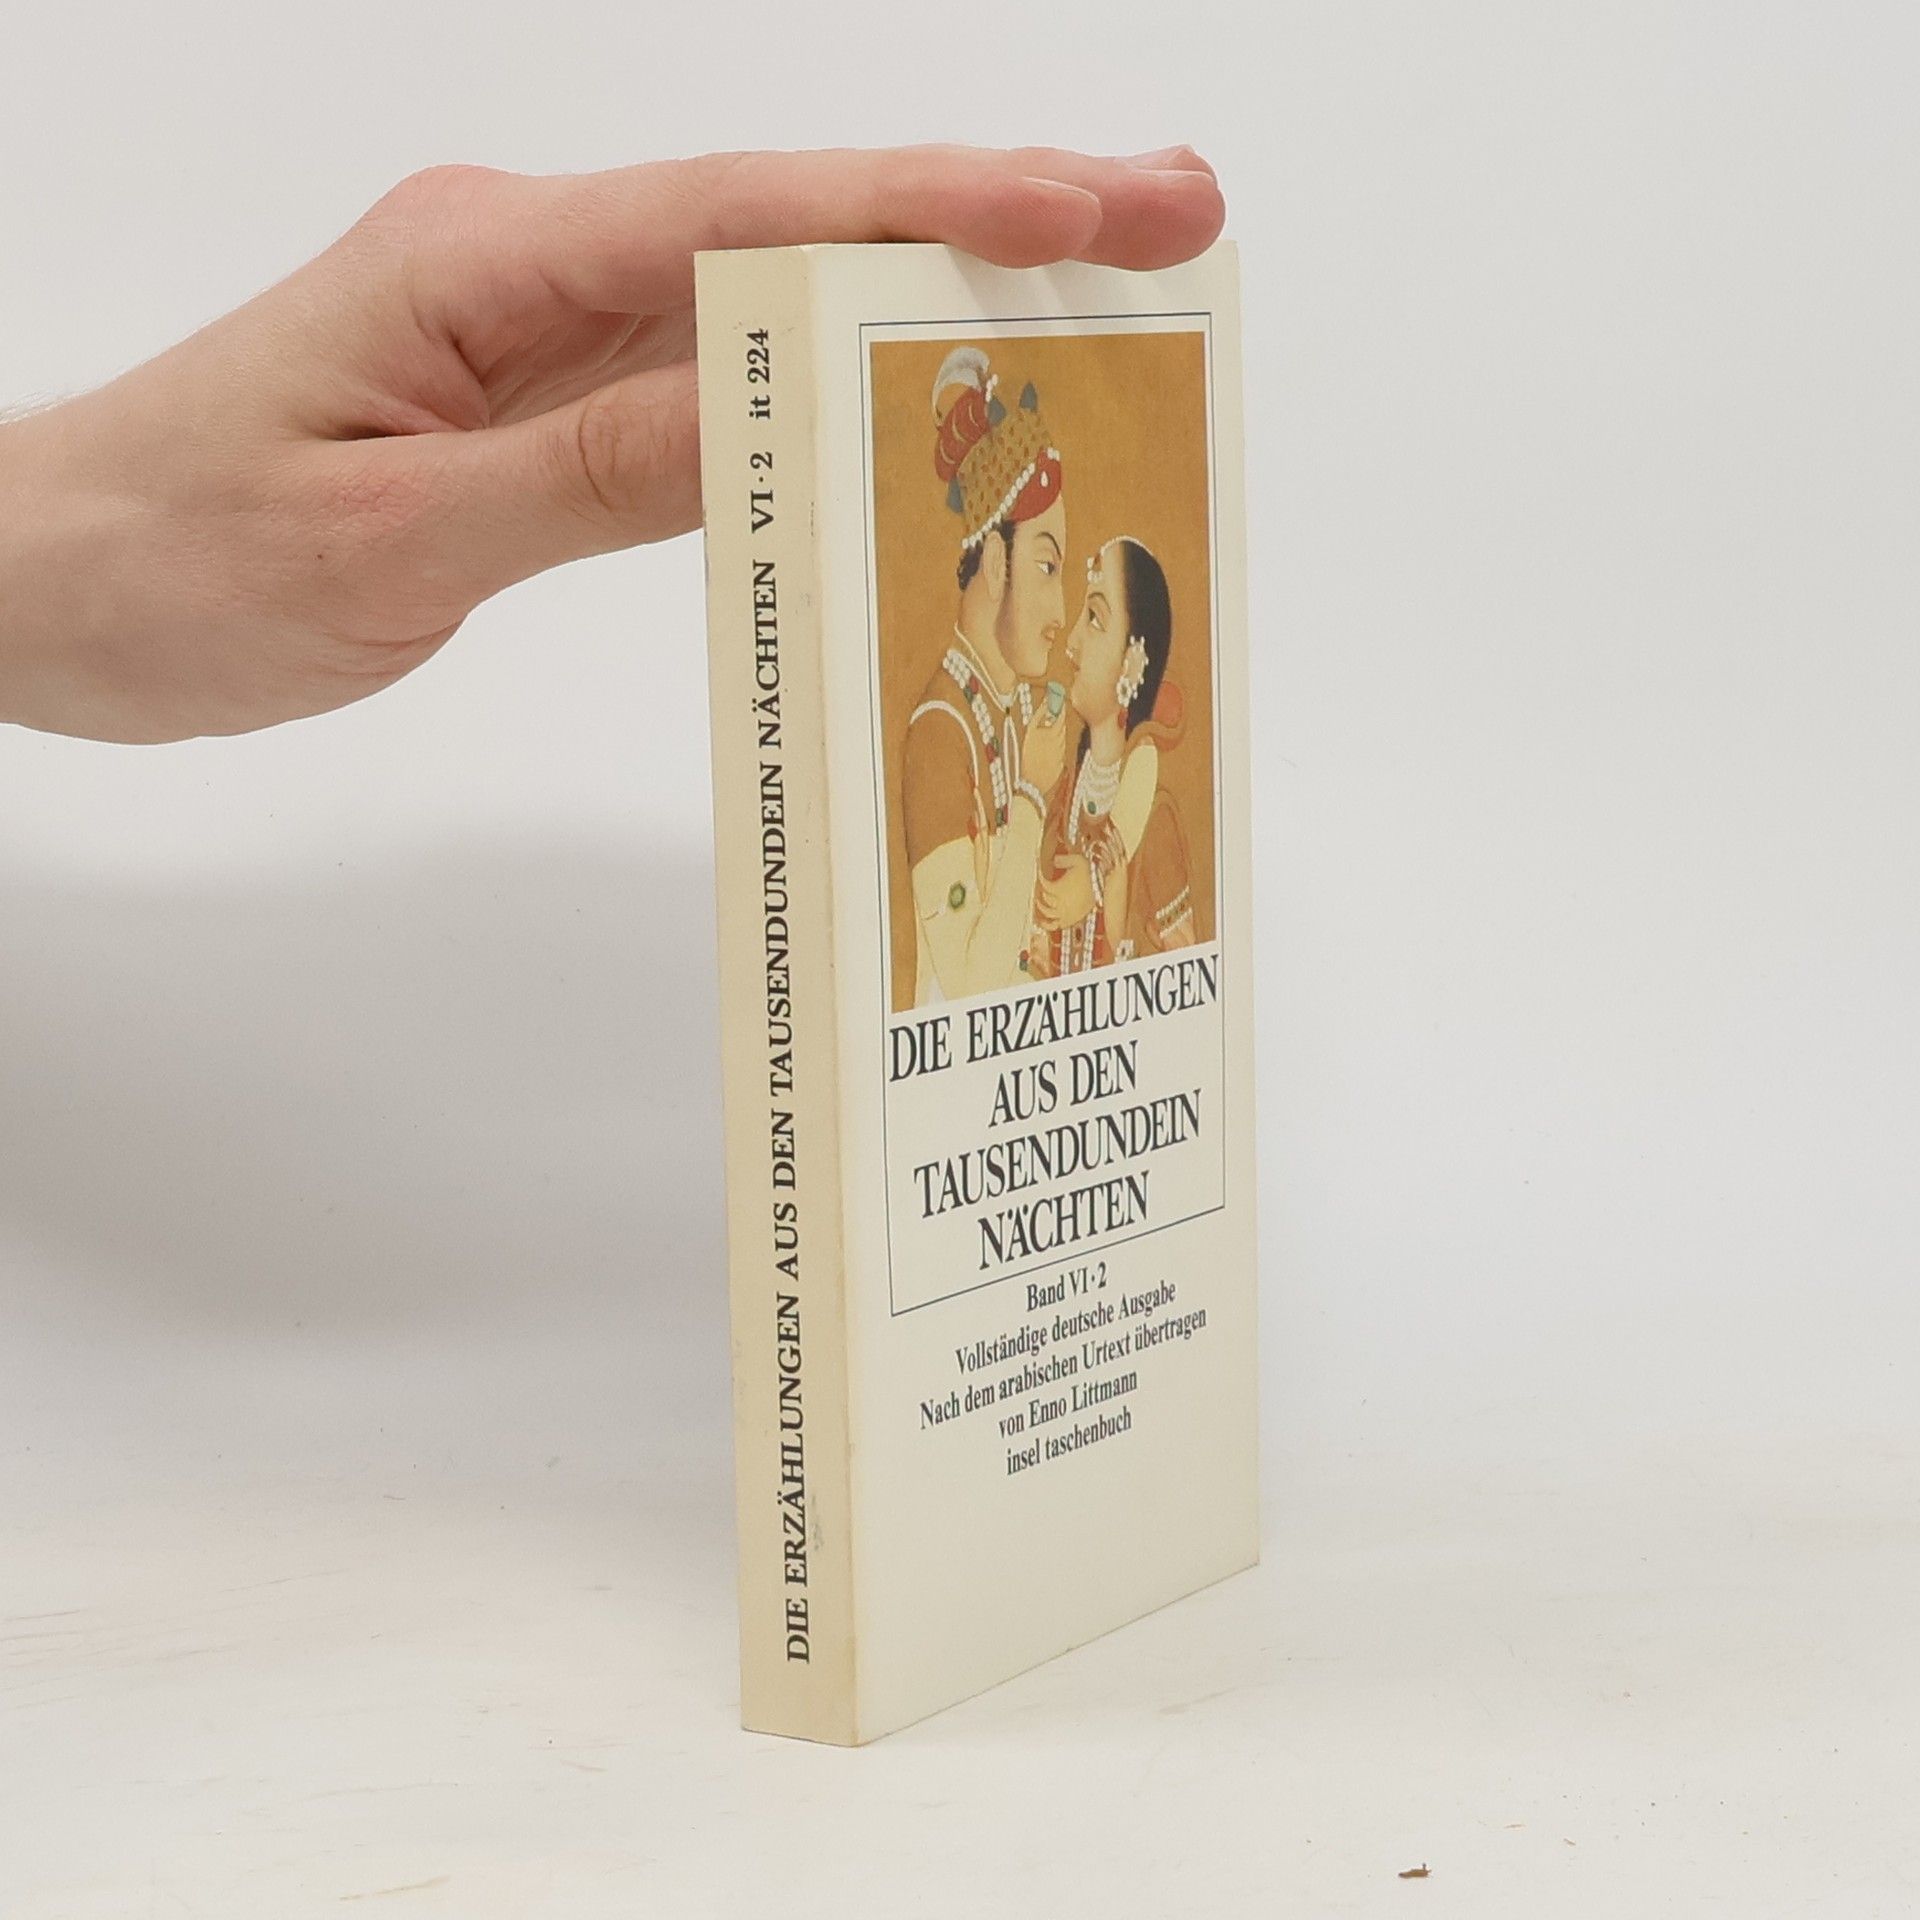 DIE ERZÄHLUNGEN AUS DEN TAUSENDUNDEIN NÄCHTEN VI·2 it 224
DIE ERZÄHLUNGEN
AUS DEN
TAUSENDUNDEIN
NÄCHTEN
Band VI·2
Vollständige deutsche Ausgabe
Nach dem arabischen Urtext übertragen
von Enno Littmann
insel taschenbuch